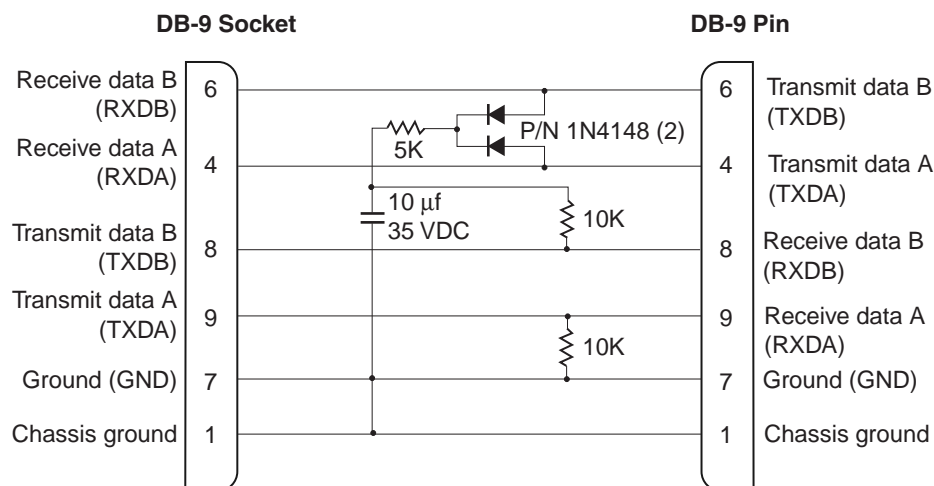 DB-9 Socket
DB-9 Pin
Receive data B
(RXDB)
6
6
Transmit data B
(TXDB)
P/N 1N4148 (2)
5K
Receive data A
(RXDA)
4
4
Transmit data A
(TXDA)
10 μf
35 VDC
10K
Transmit data B
(TXDB)
8
8
Receive data B
(RXDB)
Transmit data A
(TXDA)
9
9
Receive data A
(RXDA)
10K
Ground (GND)
7
7
Ground (GND)
Chassis ground
1
1
Chassis ground